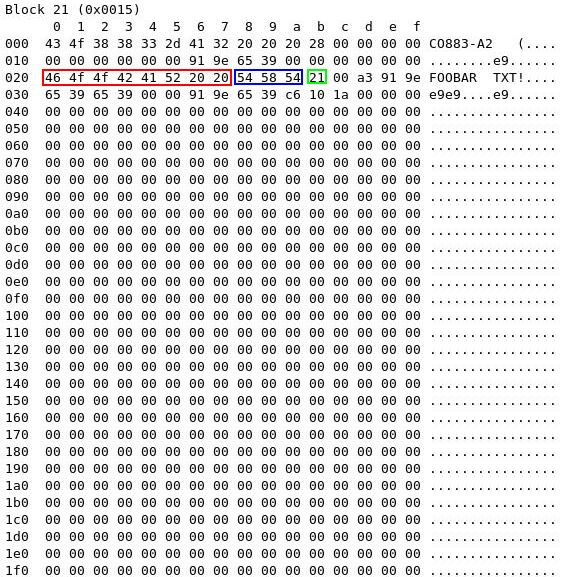 Block 21 (0x0015)
0 1 2 3 4 5 6 7 8 9 a b c d e f
000 43 4f 38 38 33 2d 41 32 20 20 20 28 00 00 00 00 CO883-A2   (....
010 00 00 00 00 00 00 91 9e 65 39 00 00 00 00 00 00 ........e9......
020 46 4f 4f 42 41 52 20 20 54 58 54 21 00 a3 91 9e FOOBAR  TXT!....
030 65 39 65 39 00 00 91 9e 65 39 c6 10 1a 00 00 00 e9e9....e9......
040 00 00 00 00 00 00 00 00 00 00 00 00 00 00 00 00 ................
050 00 00 00 00 00 00 00 00 00 00 00 00 00 00 00 00 ................
060 00 00 00 00 00 00 00 00 00 00 00 00 00 00 00 00 ................
070 00 00 00 00 00 00 00 00 00 00 00 00 00 00 00 00 ................
080 00 00 00 00 00 00 00 00 00 00 00 00 00 00 00 00 ................
090 00 00 00 00 00 00 00 00 00 00 00 00 00 00 00 00 ................
0a0 00 00 00 00 00 00 00 00 00 00 00 00 00 00 00 00 ................
0b0 00 00 00 00 00 00 00 00 00 00 00 00 00 00 00 00 ................
0c0 00 00 00 00 00 00 00 00 00 00 00 00 00 00 00 00 ................
0d0 00 00 00 00 00 00 00 00 00 00 00 00 00 00 00 00 ................
0e0 00 00 00 00 00 00 00 00 00 00 00 00 00 00 00 00 ................
0f0 00 00 00 00 00 00 00 00 00 00 00 00 00 00 00 00 ................
100 00 00 00 00 00 00 00 00 00 00 00 00 00 00 00 00 ................
110 00 00 00 00 00 00 00 00 00 00 00 00 00 00 00 00 ................
120 00 00 00 00 00 00 00 00 00 00 00 00 00 00 00 00 ................
130 00 00 00 00 00 00 00 00 00 00 00 00 00 00 00 00 ................
140 00 00 00 00 00 00 00 00 00 00 00 00 00 00 00 00 ................
150 00 00 00 00 00 00 00 00 00 00 00 00 00 00 00 00 ................
160 00 00 00 00 00 00 00 00 00 00 00 00 00 00 00 00 ................
170 00 00 00 00 00 00 00 00 00 00 00 00 00 00 00 00 ................
180 00 00 00 00 00 00 00 00 00 00 00 00 00 00 00 00 ................
190 00 00 00 00 00 00 00 00 00 00 00 00 00 00 00 00 ................
1a0 00 00 00 00 00 00 00 00 00 00 00 00 00 00 00 00 ................
1b0 00 00 00 00 00 00 00 00 00 00 00 00 00 00 00 00 ................
1c0 00 00 00 00 00 00 00 00 00 00 00 00 00 00 00 00 ................
1d0 00 00 00 00 00 00 00 00 00 00 00 00 00 00 00 00 ................
1e0 00 00 00 00 00 00 00 00 00 00 00 00 00 00 00 00 ................
1f0 00 00 00 00 00 00 00 00 00 00 00 00 00 00 00 00 ................